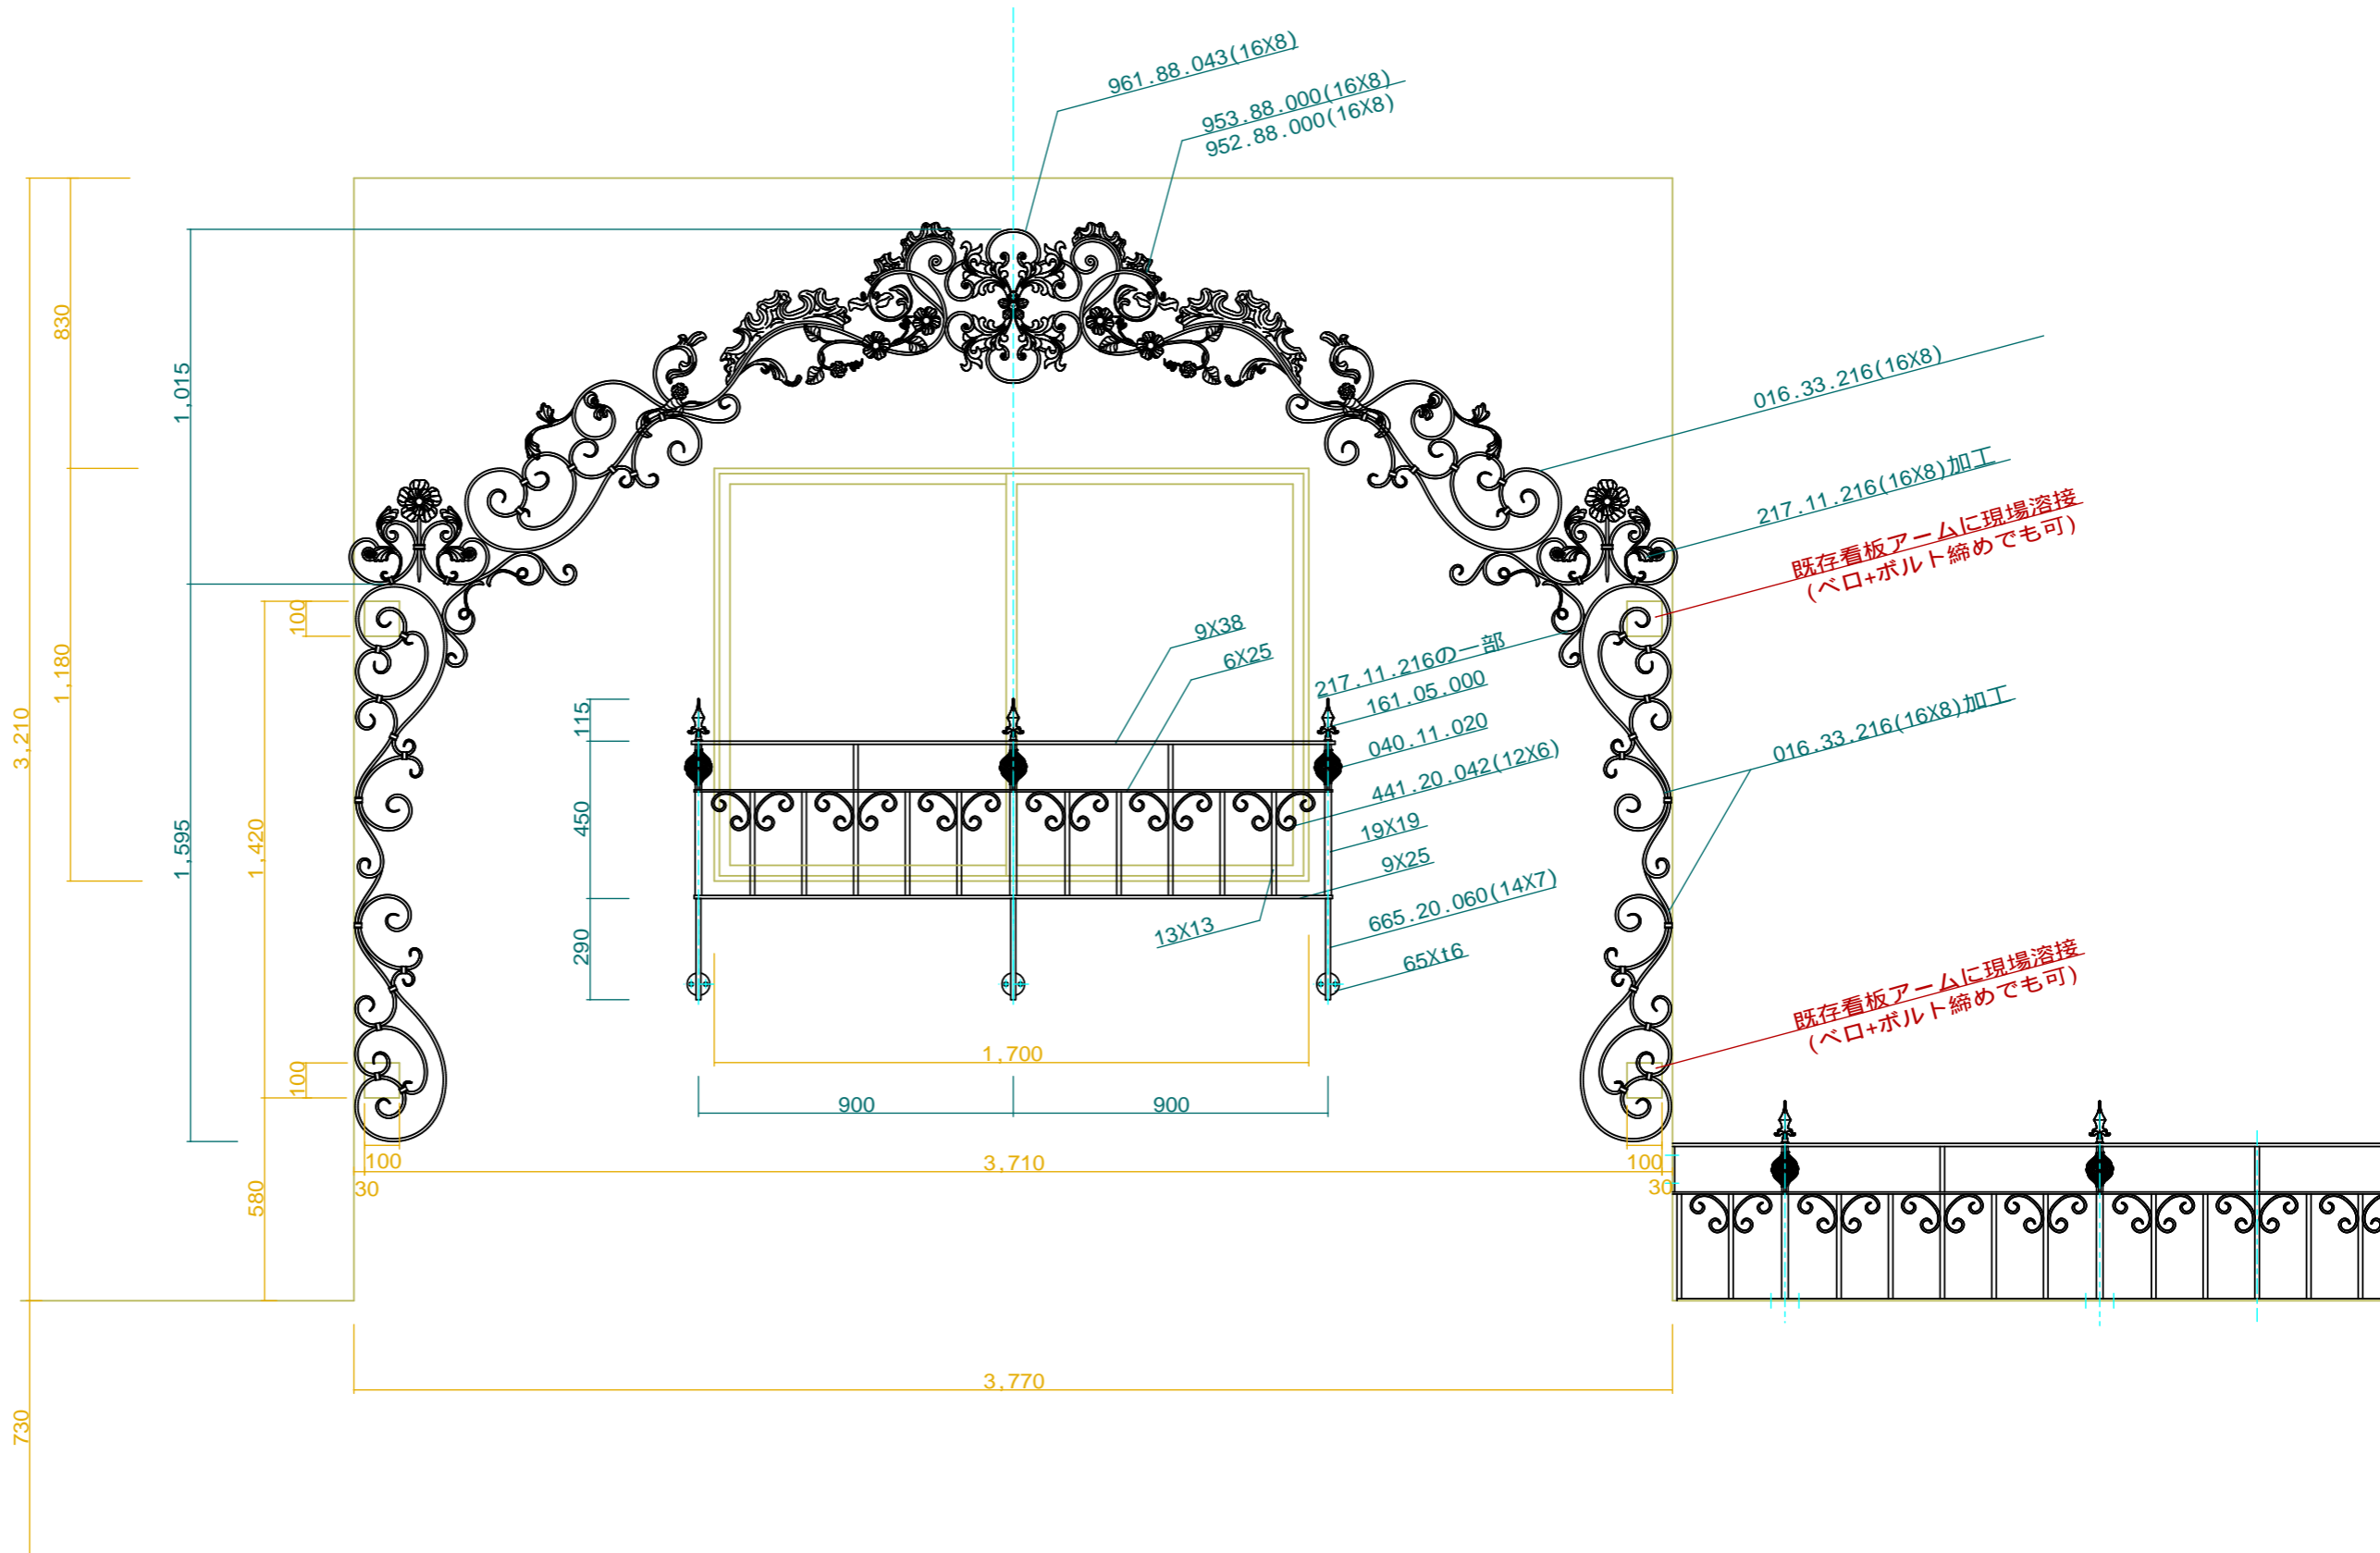 961.88.043(16X8)
953.88.000(16X8)
952.88.000(16X8)
016.33.216(16X8)
217.11.216(16X8)加工
既存看板アームに現場溶接
(ベロ+ボルト締めでも可)
830
1,015
1,180
3,210
100
1,595
1,420
100
580
730
9X38
6X25
217.11.216の一部
161.05.000
040.11.020
441.20.042(12X6)
19X19
9X25
665.20.060(14X7)
65Xt6
13X13
115
450
290
016.33.216(16X8)加工
既存看板アームに現場溶接
(ベロ+ボルト締めでも可)
1,700
900
900
100
3,710
100
30
30
3,770